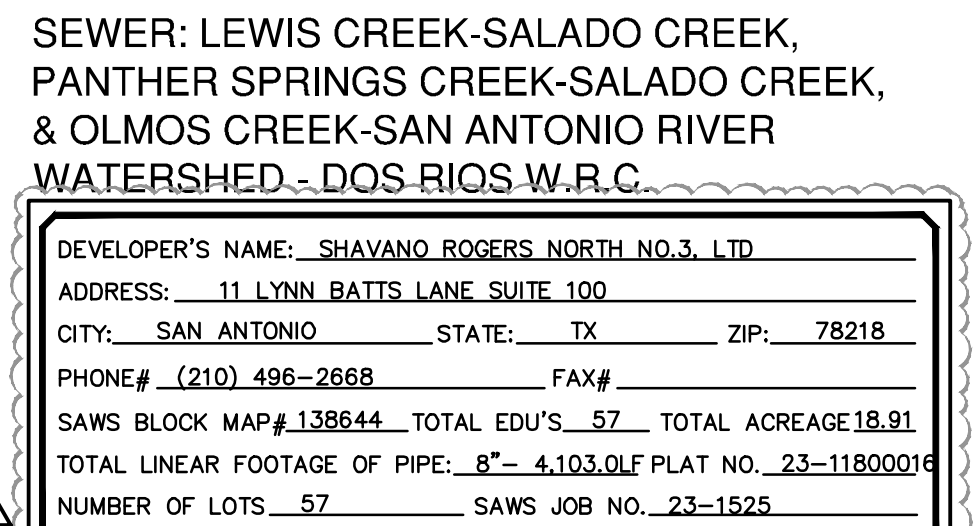 SEWER: LEWIS CREEK-SALADO CREEK,
PANTHER SPRINGS CREEK-SALADO CREEK,
& OLMOS CREEK-SAN ANTONIO RIVER
WATERSHED - DOS RIOS W.R.C.
DEVELOPER'S NAME: SHAVANO ROGERS NORTH NO.3, LTD
ADDRESS: 11 LYNN BATTS LANE SUITE 100
CITY: SAN ANTONIO STATE: TX ZIP: 78218
PHONE# (210) 496-2668 FAX#
SAWS BLOCK MAP# 138644 TOTAL EDU'S 57 TOTAL ACREAGE 18.91
TOTAL LINEAR FOOTAGE OF PIPE: 8"- 4,103.0LF PLAT NO. 23-11800016
NUMBER OF LOTS 57 SAWS JOB NO. 23-1525